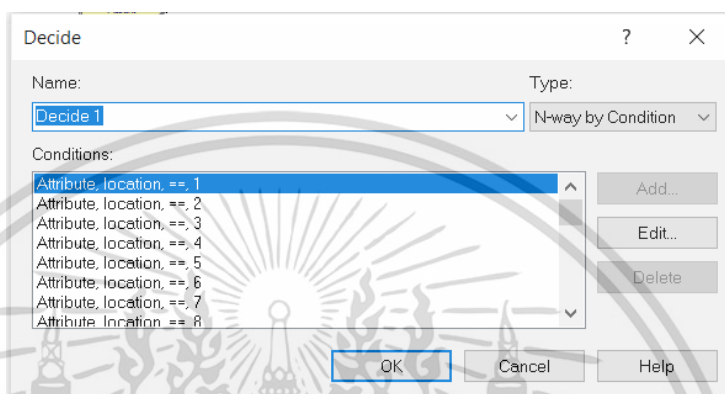 Decide ? ×
Name: Type:
Decide 1 N-way by Condition
Conditions:
Attribute, location, ==, 1 Add...
Attribute, location, ==, 2
Attribute, location, ==, 3
Attribute, location, ==, 4 Edit...
Attribute, location, ==, 5
Attribute, location, ==, 6 Delete
Attribute, location, ==, 7
Attribute, location, ==, 8
OK Cancel Help